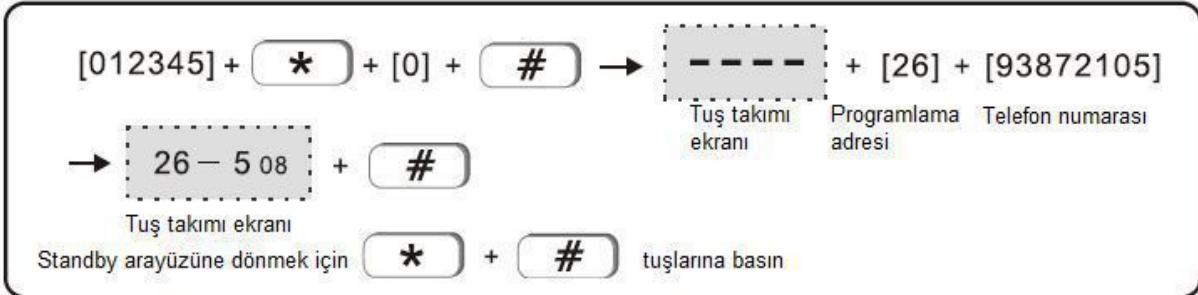 [012345] + * + [0] + # → ---- + [26] + [93872105]
Tuş takımı ekranı Programlama adresi Telefon numarası
→ 26 — 5 08 + #
Tuş takımı ekranı
Standby arayüzüne dönmek için * + # tuşlarına basın